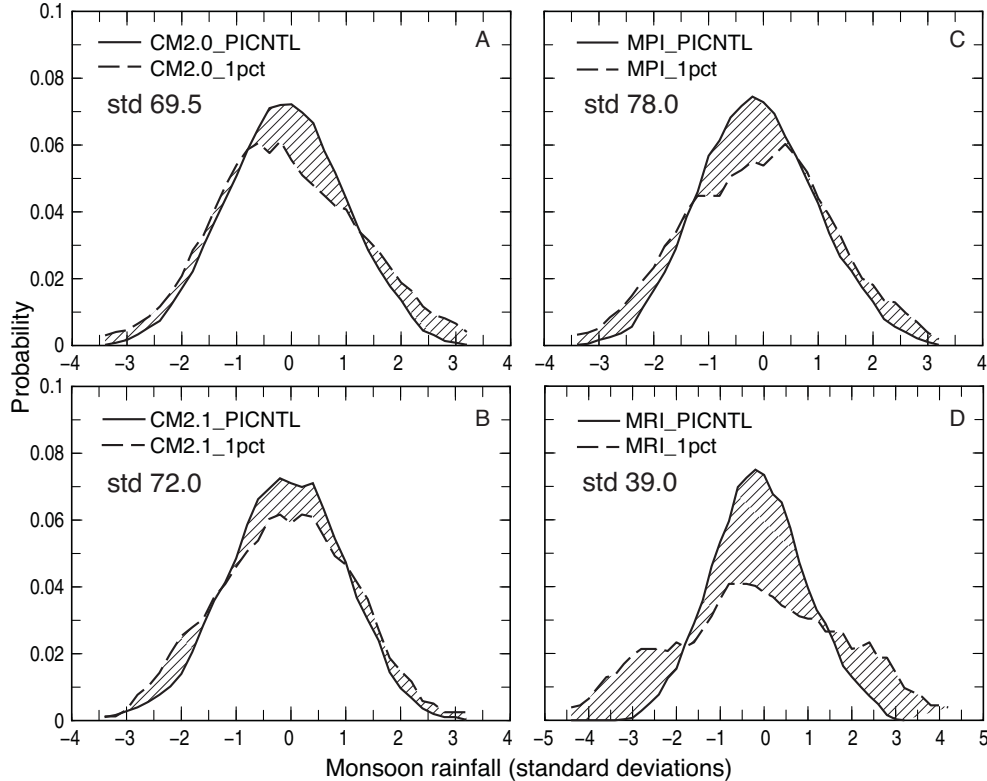 CM2.0_PICNTL
CM2.0_1pct
std 69.5
A
0.1
0.08
0.06
0.04
0.02
0
−4 −3 −2 −1 0 1 2 3 4
MPI_PICNTL
MPI_1pct
std 78.0
C
−4 −3 −2 −1 0 1 2 3 4
Probability
CM2.1_PICNTL
CM2.1_1pct
std 72.0
B
0.1
0.08
0.06
0.04
0.02
0
−4 −3 −2 −1 0 1 2 3 4
MRI_PICNTL
MRI_1pct
std 39.0
D
−5 −4 −3 −2 −1 0 1 2 3 4 5
Monsoon rainfall (standard deviations)